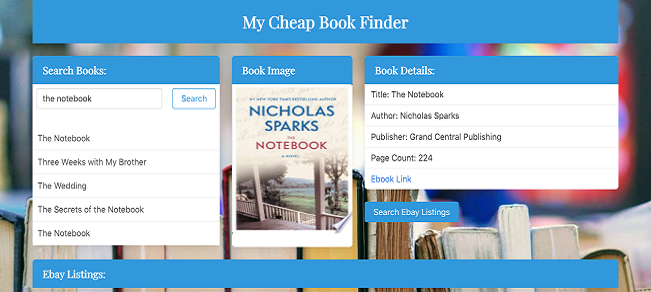 My Cheap Book Finder
Search Books:
the notebook
Search
The Notebook
Three Weeks with My Brother
The Wedding
The Secrets of the Notebook
The Notebook
Book Image
#1 NEW YORK TIMES BESTSELLING AUTHOR
NICHOLAS
SPARKS
THE
NOTEBOOK
A NOVEL
Book Details:
Title: The Notebook
Author: Nicholas Sparks
Publisher: Grand Central Publishing
Page Count: 224
Ebook Link
Search Ebay Listings
Ebay Listings: